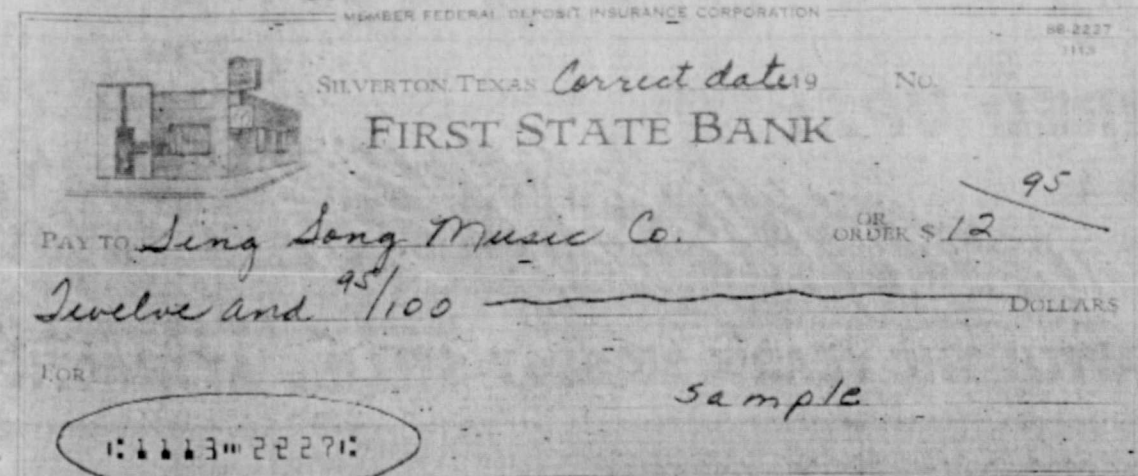 MEMBER FEDERAL DEPOSIT INSURANCE CORPORATION
88-2227
1113
SILVERTON, TEXAS Correct date 19 No.
FIRST STATE BANK
95
PAY TO Sing Song Music Co. OR ORDER $ 12
Twelve and 95/100 DOLLARS
FOR
sample
⑆1113⑉2227⑆